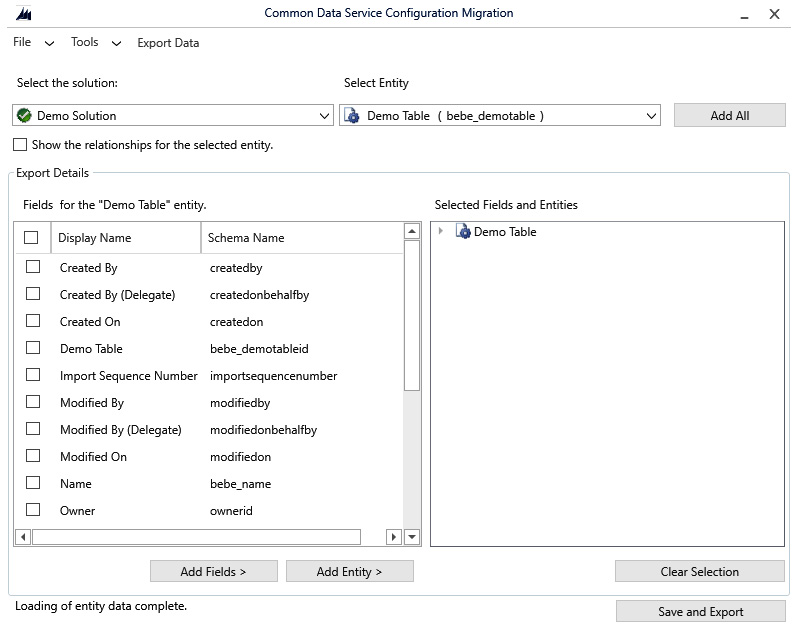 Common Data Service Configuration Migration
File Tools Export Data
Select the solution: Select Entity
Demo Solution Demo Table ( bebe_demotable ) Add All
Show the relationships for the selected entity.
Export Details
Fields for the "Demo Table" entity. Selected Fields and Entities
Display Name Schema Name Demo Table
Created By createdby
Created By (Delegate) createdonbehalfby
Created On createdon
Demo Table bebe_demotableid
Import Sequence Number importsequencenumber
Modified By modifiedby
Modified By (Delegate) modifiedonbehalfby
Modified On modifiedon
Name bebe_name
Owner ownerid
Add Fields > Add Entity > Clear Selection
Loading of entity data complete. Save and Export